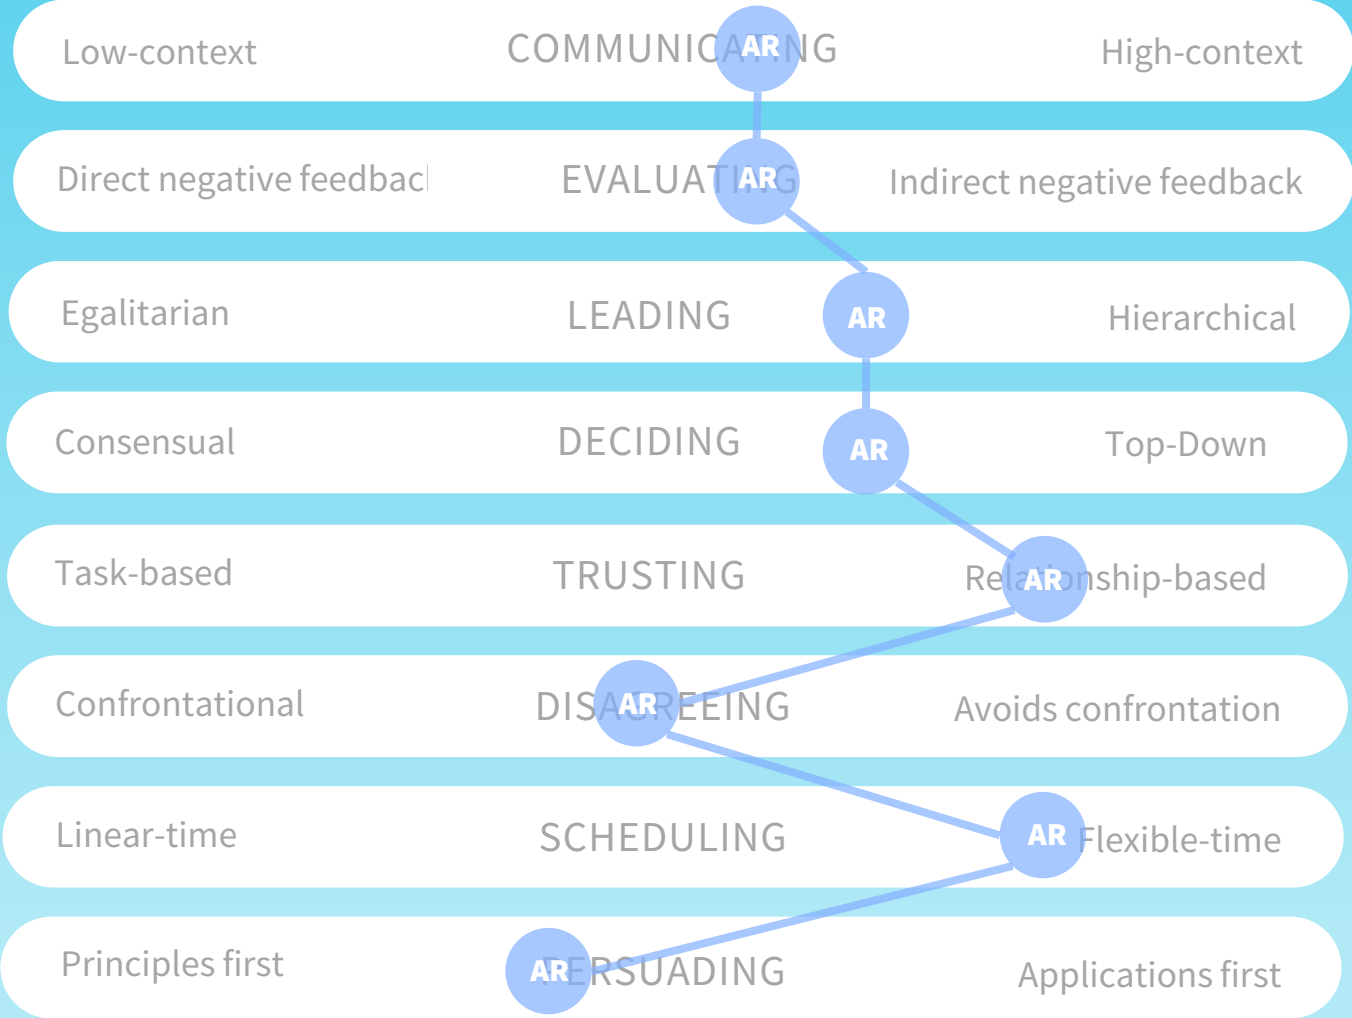 Low-context COMMUNICATING AR High-context
Direct negative feedbac EVALUATING AR Indirect negative feedback
Egalitarian LEADING AR Hierarchical
Consensual DECIDING AR Top-Down
Task-based TRUSTING Relationship-based AR
Confrontational DISAGREEING AR Avoids confrontation
Linear-time SCHEDULING AR Flexible-time
Principles first AR PERSUADING Applications first